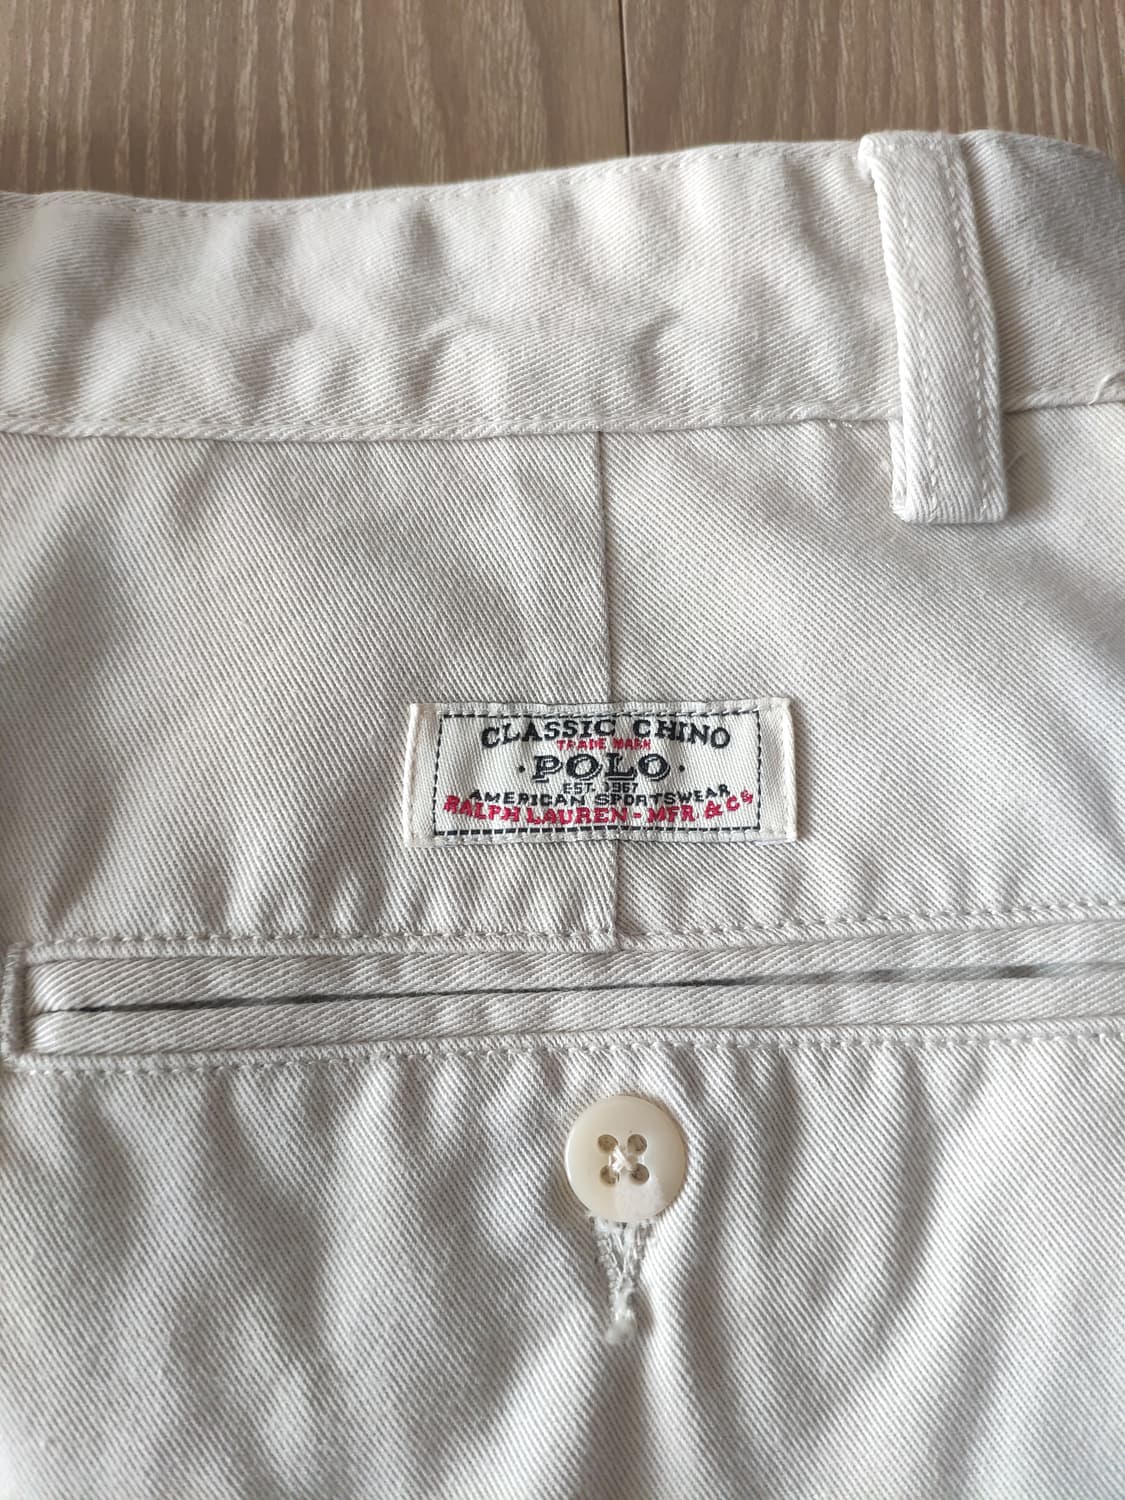 CLASSIC CHINO
TRADE MARK
· POLO ·
EST. 1967
AMERICAN SPORTSWEAR
RALPH LAUREN - MFR. & Cº